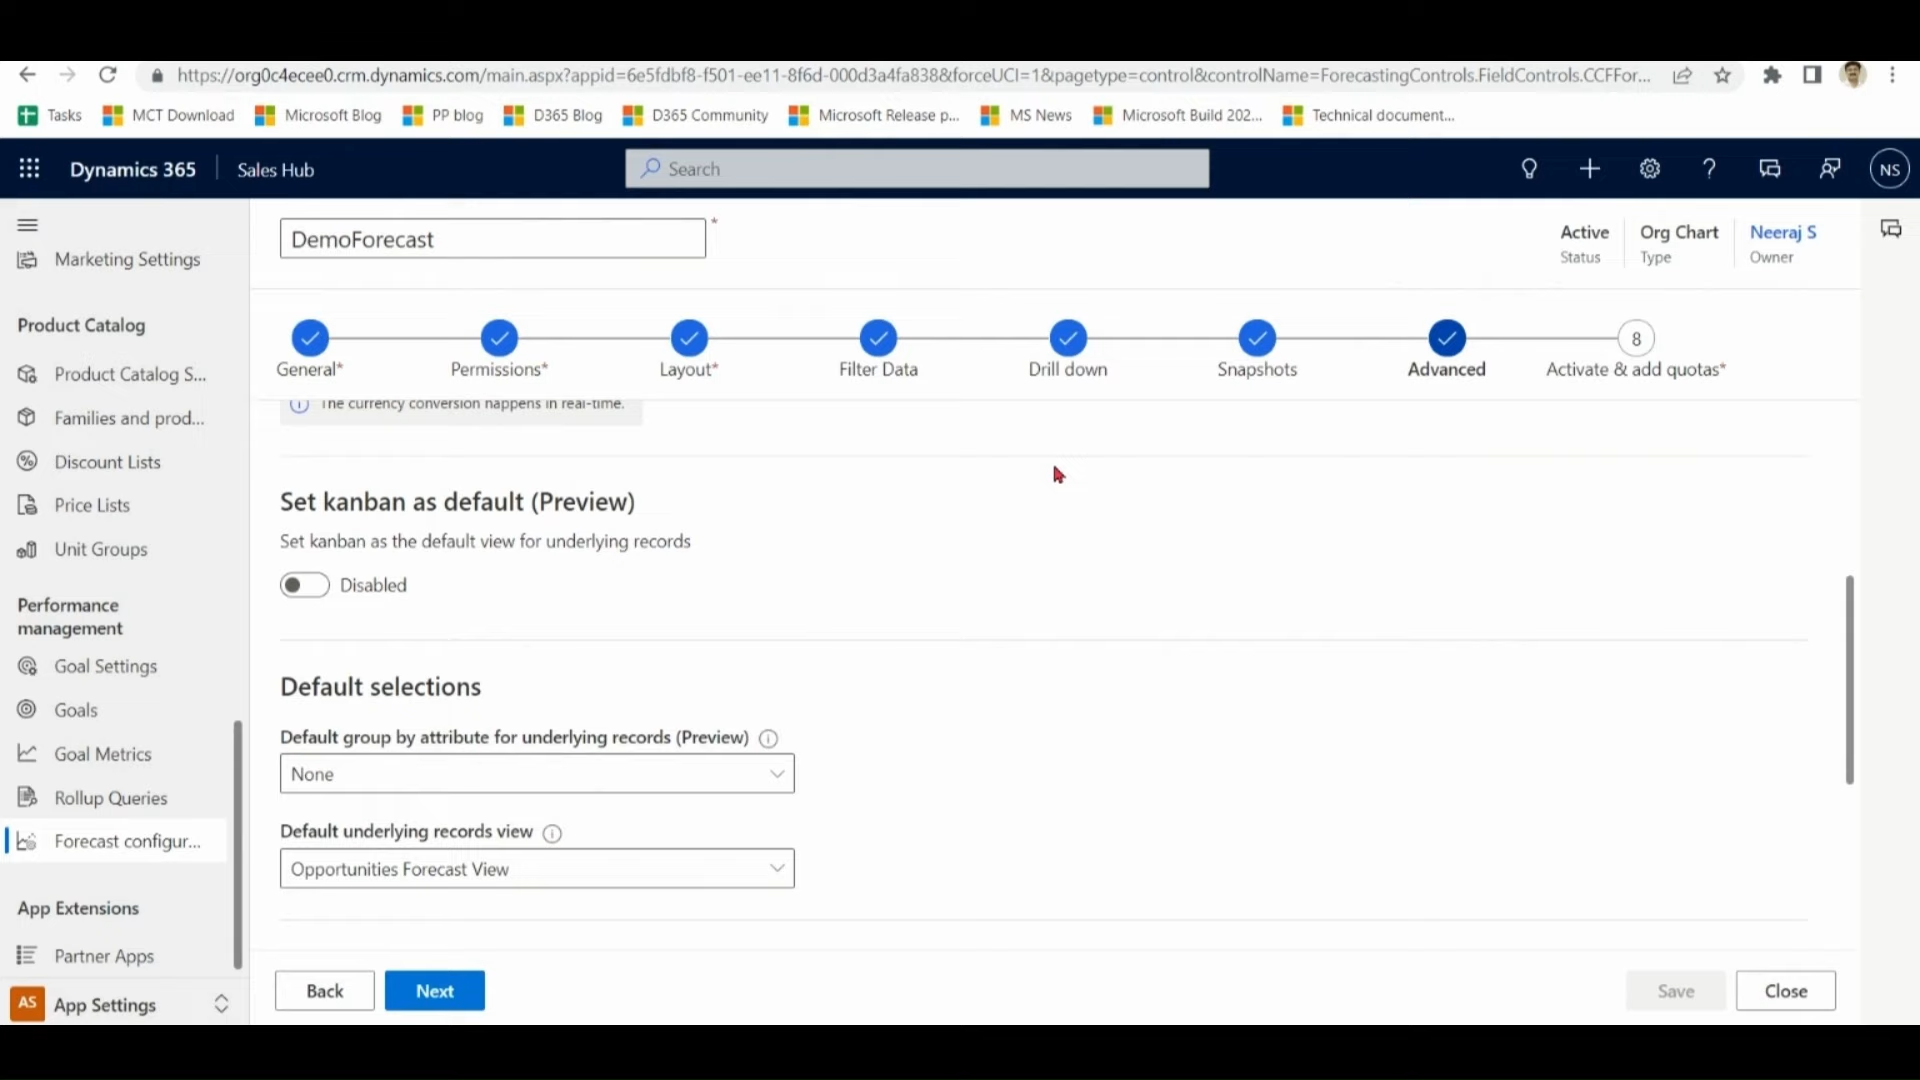 https://org0c4ecee0.crm.dynamics.com/main.aspx?appid=6e5fdbf8-f501-ee11-8f6d-000d3a4fa838&forceUCI=1&pagetype=control&controlName=ForecastingControls.FieldControls.CCFFor...
Tasks MCT Download Microsoft Blog PP blog D365 Blog D365 Community Microsoft Release p... MS News Microsoft Build 202... Technical document...
Dynamics 365 Sales Hub Search NS
Marketing Settings
Product Catalog
Product Catalog S...
Families and prod...
Discount Lists
Price Lists
Unit Groups
Performance
management
Goal Settings
Goals
Goal Metrics
Rollup Queries
Forecast configur...
App Extensions
Partner Apps
AS App Settings
DemoForecast *
Active Org Chart Neeraj S
Status Type Owner
8
General* Permissions* Layout* Filter Data Drill down Snapshots Advanced Activate & add quotas*
The currency conversion happens in real-time.
Set kanban as default (Preview)
Set kanban as the default view for underlying records
Disabled
Default selections
Default group by attribute for underlying records (Preview)
None
Default underlying records view
Opportunities Forecast View
Back Next Save Close